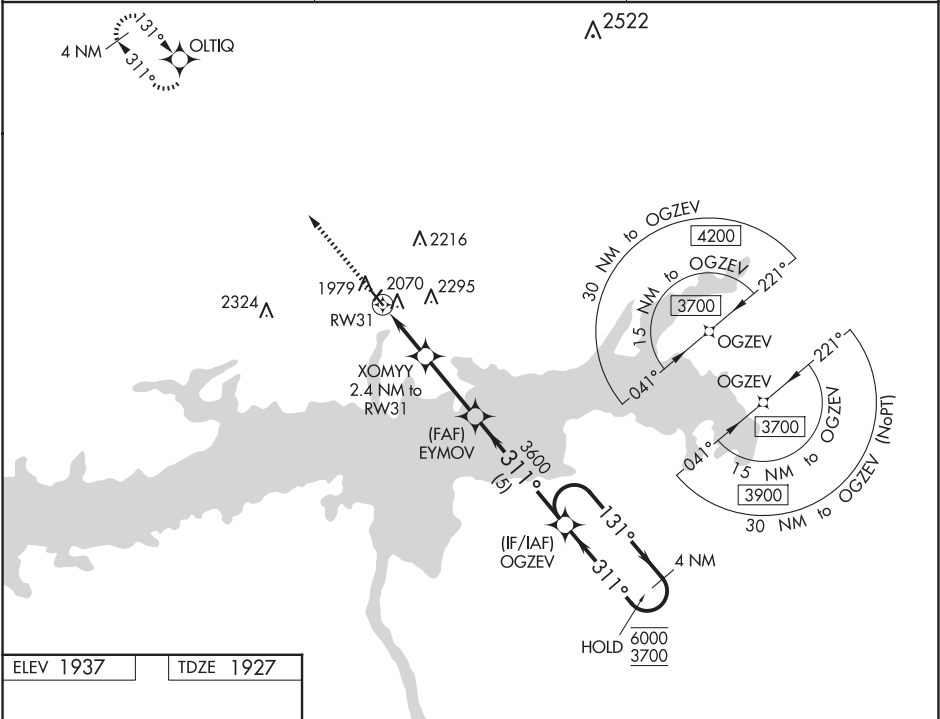 2522
131°
OLTIQ
4 NM
311°
2216
1979
2070
2295
2324
RW31
XOMYY
2.4 NM to
RW31
(FAF)
EYMOV
3600
311°
(5)
(IF/IAF)
OGZEV
131°
311°
4 NM
HOLD
6000
3700
30 NM to OGZEV
4200
15 NM to OGZEV
221°
3700
OGZEV
041°
OGZEV
221°
3700
041°
15 NM to OGZEV
3900
30 NM to OGZEV (NoPT)
ELEV 1937
TDZE 1927